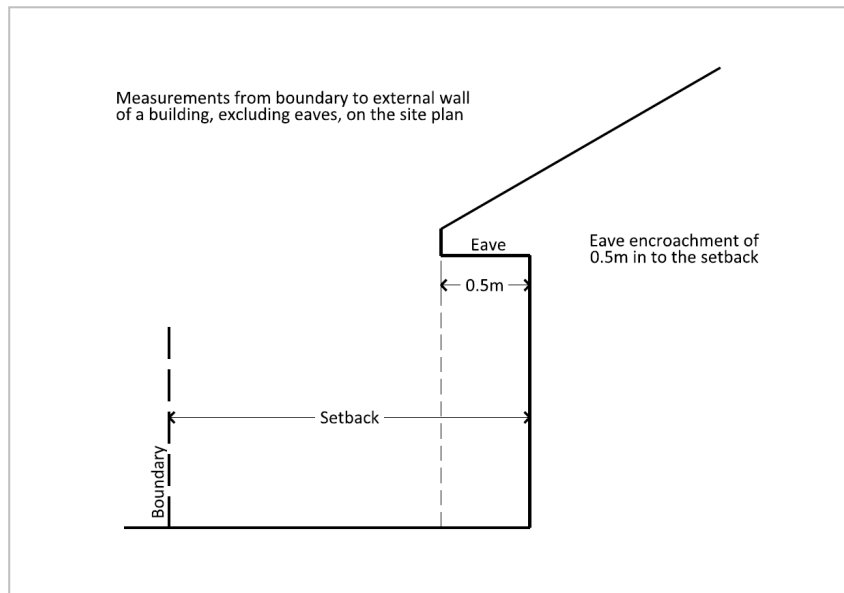 Measurements from boundary to external wall
of a building, excluding eaves, on the site plan
Eave
Eave encroachment of
0.5m in to the setback
0.5m
Setback
Boundary